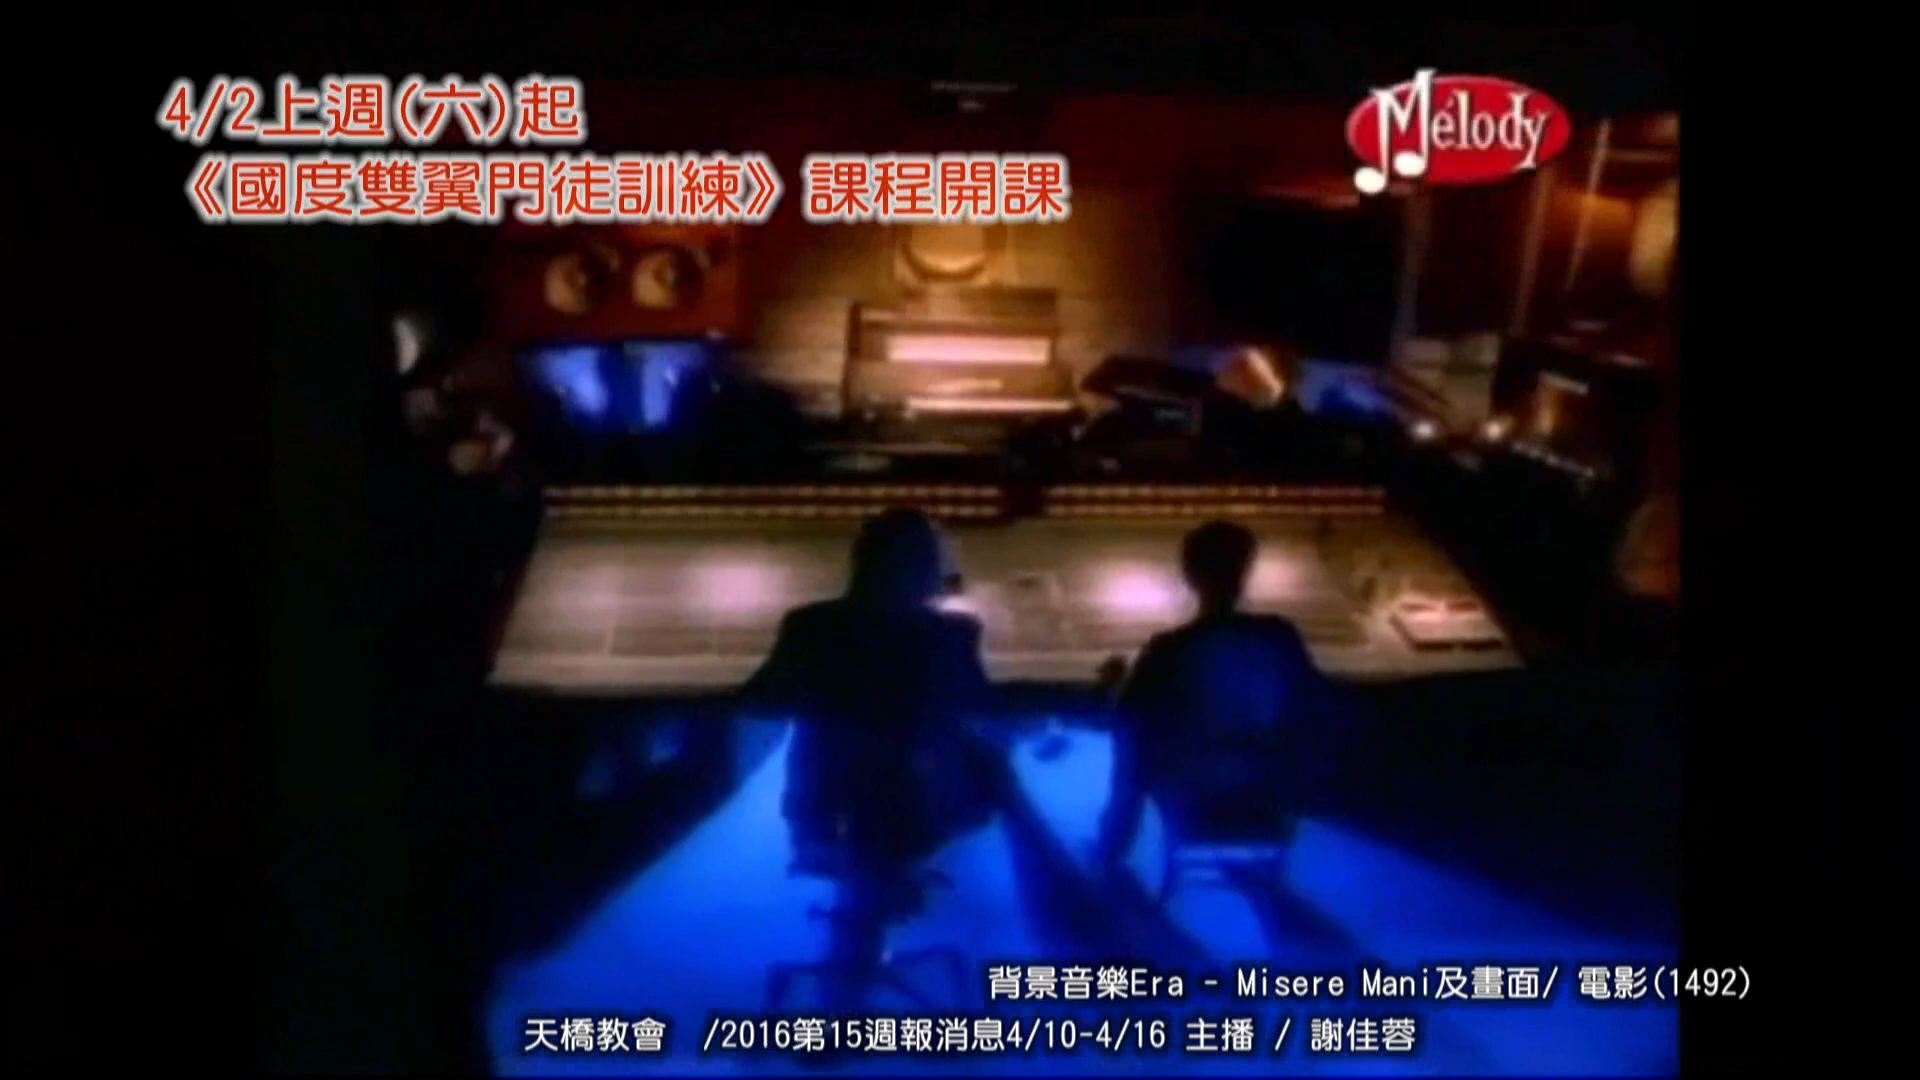 4/2上週(六)起
《國度雙翼門徒訓練》課程開課
Mélody
背景音樂Era - Misere Mani及畫面/ 電影(1492)
天橋教會 /2016第15週報消息4/10-4/16 主播 / 謝佳蓉